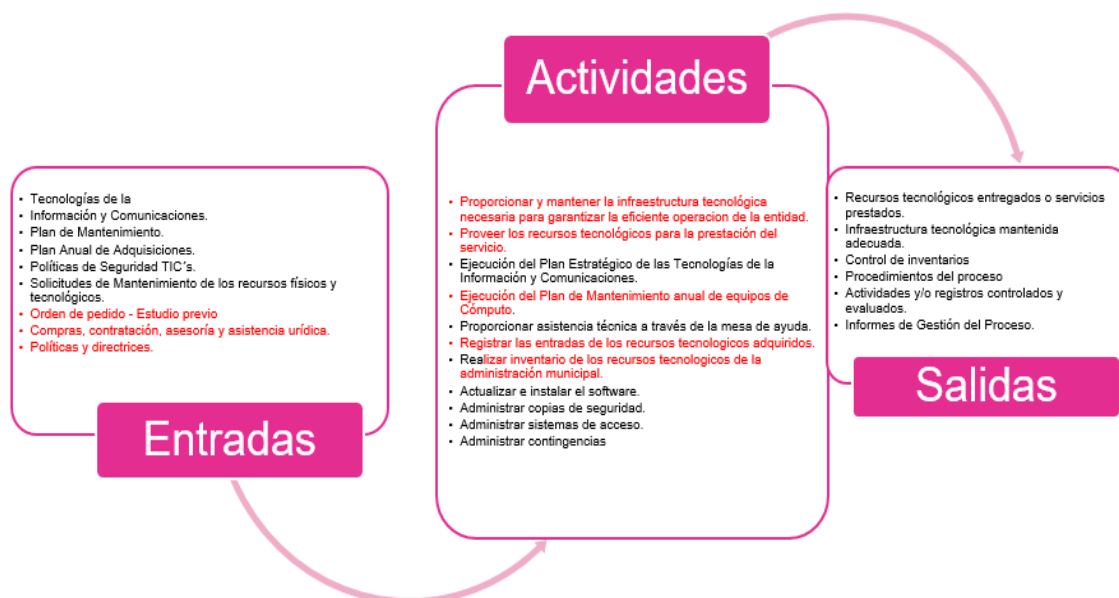 Entradas
• Tecnologías de la
• Información y Comunicaciones.
• Plan de Mantenimiento.
• Plan Anual de Adquisiciones.
• Políticas de Seguridad TIC´s.
• Solicitudes de Mantenimiento de los recursos físicos y
tecnológicos.
• Orden de pedido - Estudio previo
• Compras, contratación, asesoría y asistencia urídica.
• Políticas y directrices.
Actividades
• Proporcionar y mantener la infraestructura tecnológica
necesaria para garantizar la eficiente operacion de la entidad.
• Proveer los recursos tecnológicos para la prestación del
servicio.
• Ejecución del Plan Estratégico de las Tecnologías de la
Información y Comunicaciones.
• Ejecución del Plan de Mantenimiento anual de equipos de
Cómputo.
• Proporcionar asistencia técnica a través de la mesa de ayuda.
• Registrar las entradas de los recursos tecnologicos adquiridos.
• Realizar inventario de los recursos tecnologicos de la
administración municipal.
• Actualizar e instalar el software.
• Administrar copias de seguridad.
• Administrar sistemas de acceso.
• Administrar contingencias
• Recursos tecnológicos entregados o servicios
prestados.
• Infraestructura tecnológica mantenida
adecuada.
• Control de inventarios
• Procedimientos del proceso
• Actividades y/o registros controlados y
evaluados.
• Informes de Gestión del Proceso.
Salidas